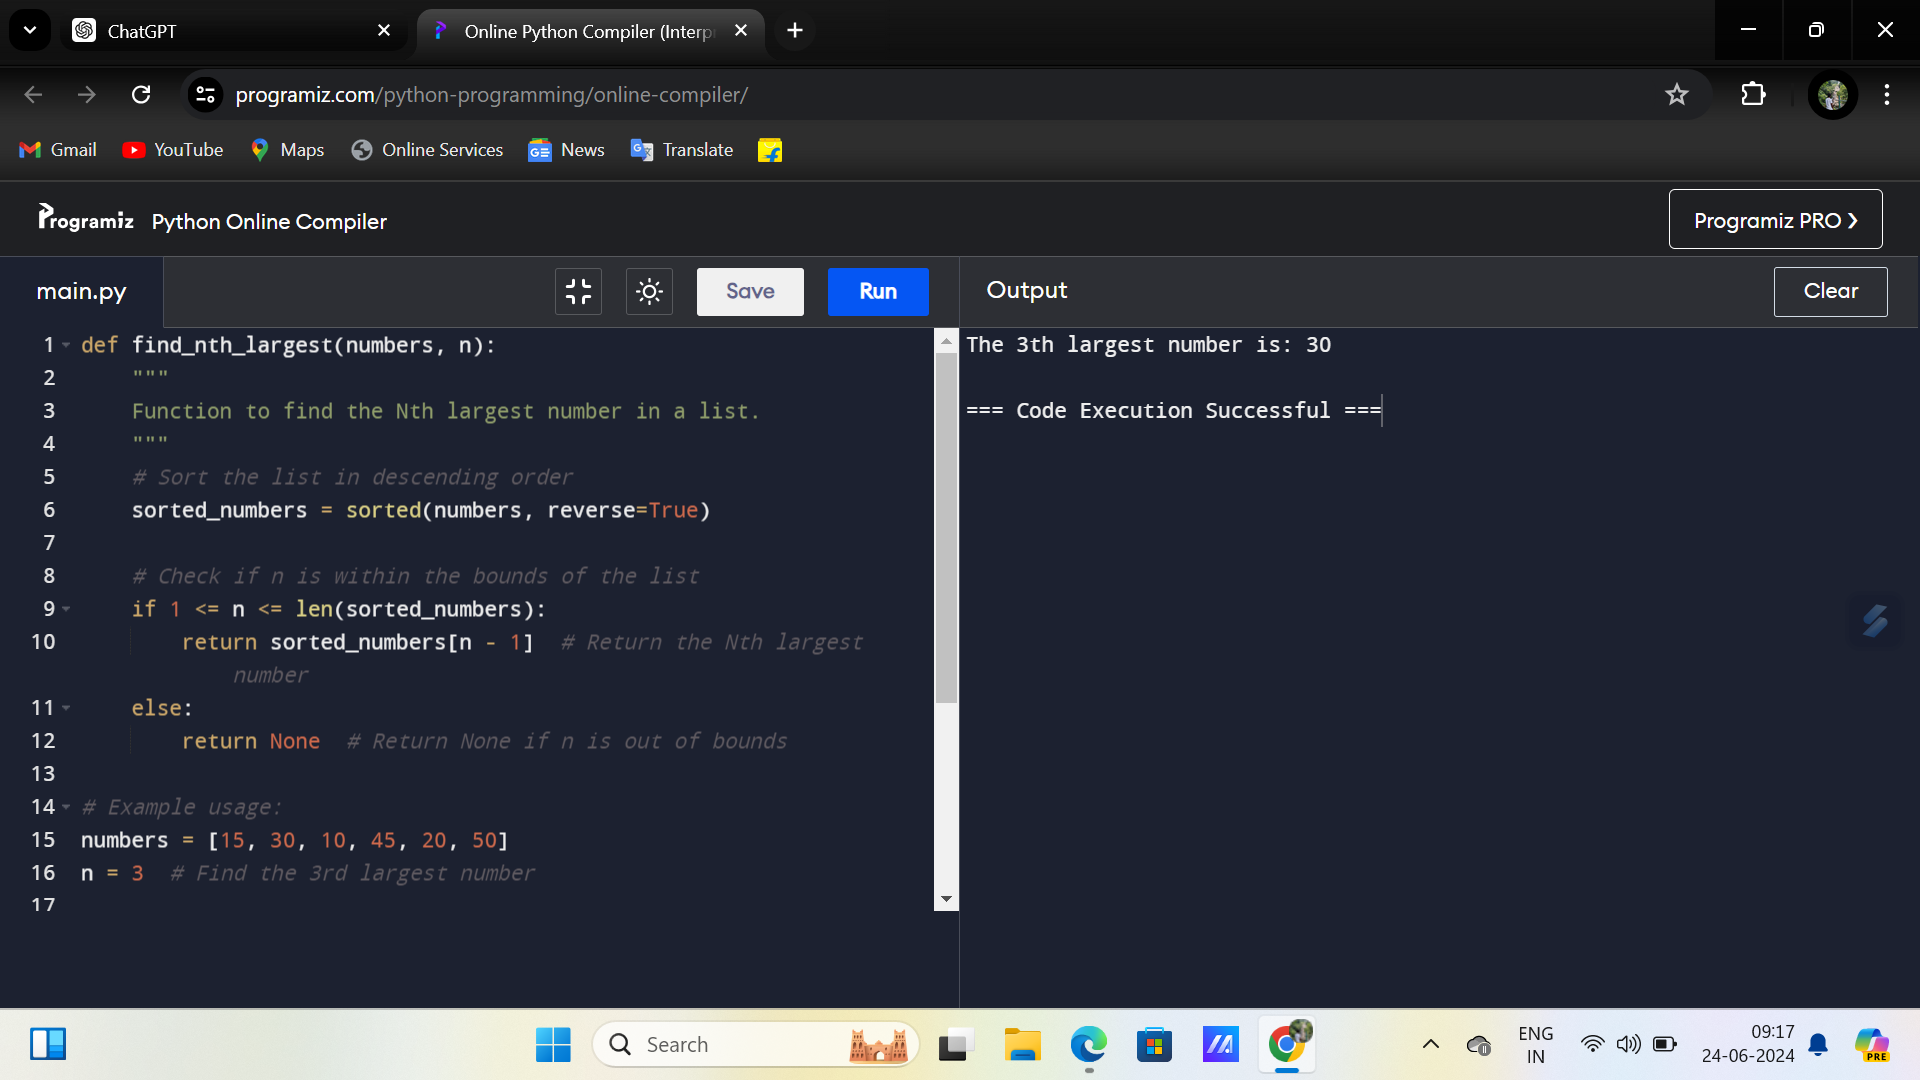 ChatGPT
Online Python Compiler (Interp
programiz.com/python-programming/online-compiler/
Gmail
YouTube
Maps
Online Services
News
Translate
Programiz
Python Online Compiler
Programiz PRO ❯
main.py
Save
Run
Output
Clear
1 def find_nth_largest(numbers, n):
2     """
3     Function to find the Nth largest number in a list.
4     """
5     # Sort the list in descending order
6     sorted_numbers = sorted(numbers, reverse=True)
7
8     # Check if n is within the bounds of the list
9     if 1 <= n <= len(sorted_numbers):
10         return sorted_numbers[n - 1]  # Return the Nth largest
number
11     else:
12         return None  # Return None if n is out of bounds
13
14 # Example usage:
15 numbers = [15, 30, 10, 45, 20, 50]
16 n = 3  # Find the 3rd largest number
17
The 3th largest number is: 30
=== Code Execution Successful ===
Search
ENG
IN
09:17
24-06-2024
PRE